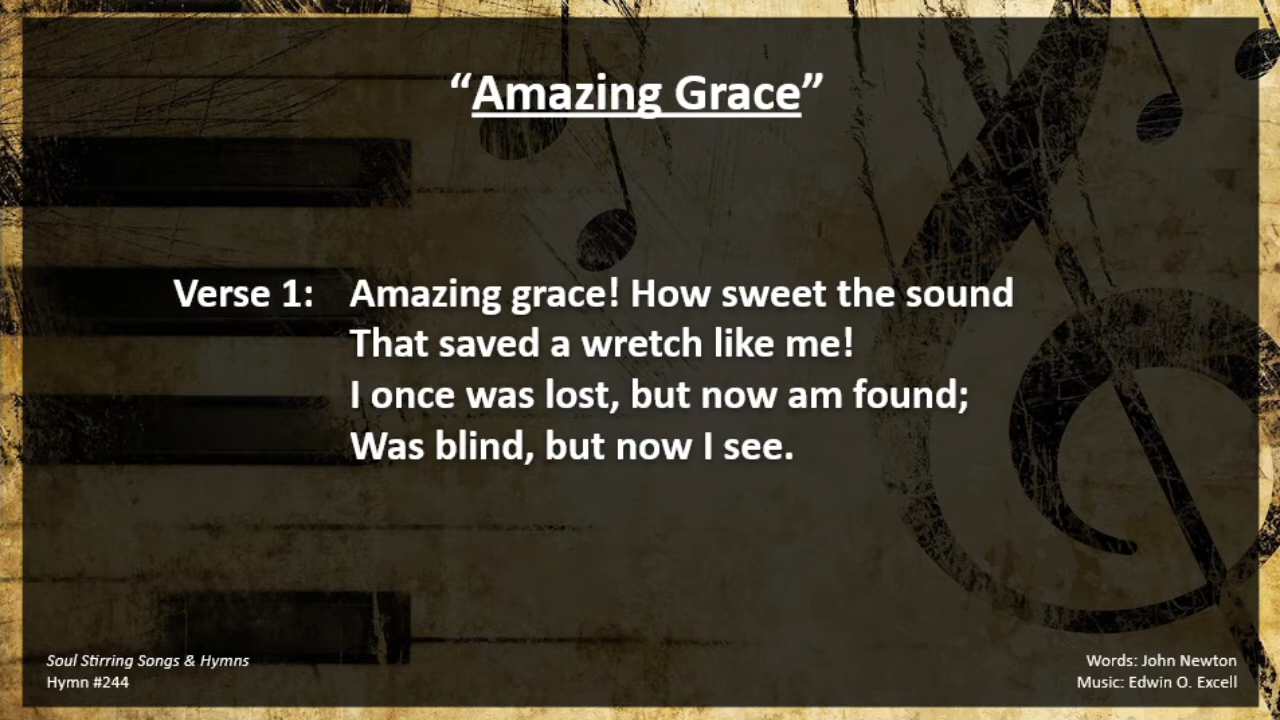 “Amazing Grace”
Verse 1: Amazing grace! How sweet the sound
That saved a wretch like me!
I once was lost, but now am found;
Was blind, but now I see.
Soul Stirring Songs & Hymns
Hymn #244
Words: John Newton
Music: Edwin O. Excell